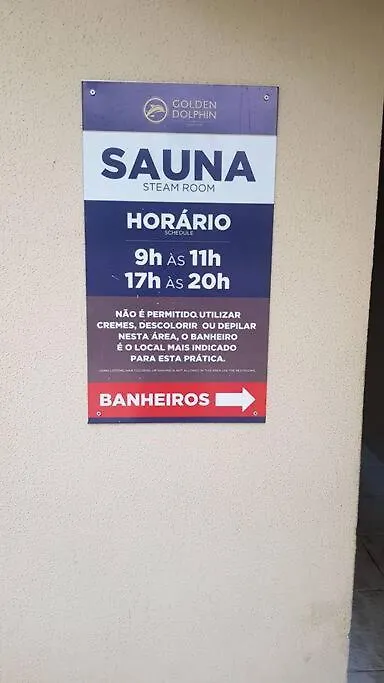 GOLDEN
DOLPHIN
SAUNA
STEAM ROOM
HORÁRIO
SCHEDULE
9h ÀS 11h
17h ÀS 20h
NÃO É PERMITIDO UTILIZAR
CREMES, DESCOLORIR OU DEPILAR
NESTA ÁREA, O BANHEIRO
É O LOCAL MAIS INDICADO
PARA ESTA PRÁTICA.
BANHEIROS